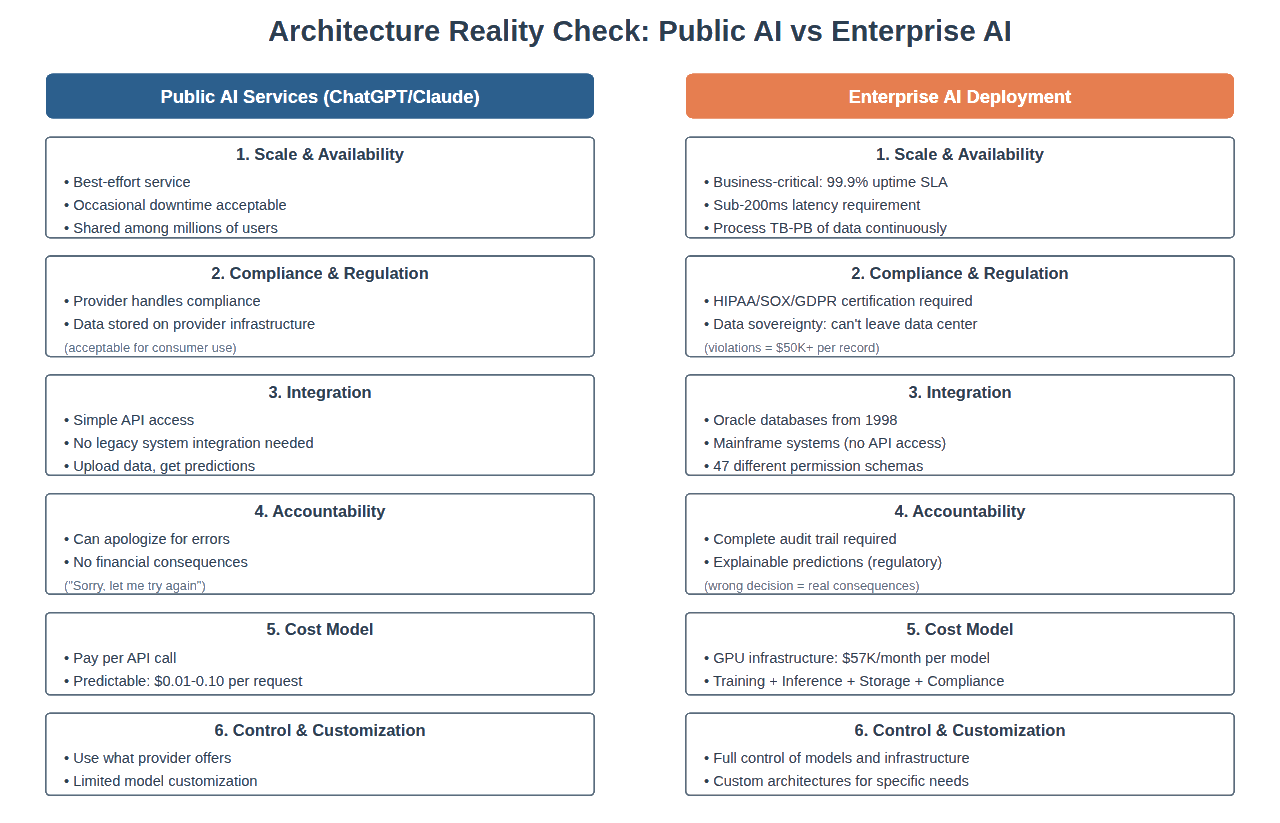 Architecture Reality Check: Public AI vs Enterprise AI
Public AI Services (ChatGPT/Claude)
1. Scale & Availability
• Best-effort service
• Occasional downtime acceptable
• Shared among millions of users
2. Compliance & Regulation
• Provider handles compliance
• Data stored on provider infrastructure
(acceptable for consumer use)
3. Integration
• Simple API access
• No legacy system integration needed
• Upload data, get predictions
4. Accountability
• Can apologize for errors
• No financial consequences
("Sorry, let me try again")
5. Cost Model
• Pay per API call
• Predictable: $0.01-0.10 per request
6. Control & Customization
• Use what provider offers
• Limited model customization
Enterprise AI Deployment
1. Scale & Availability
• Business-critical: 99.9% uptime SLA
• Sub-200ms latency requirement
• Process TB-PB of data continuously
2. Compliance & Regulation
• HIPAA/SOX/GDPR certification required
• Data sovereignty: can't leave data center
(violations = $50K+ per record)
3. Integration
• Oracle databases from 1998
• Mainframe systems (no API access)
• 47 different permission schemas
4. Accountability
• Complete audit trail required
• Explainable predictions (regulatory)
(wrong decision = real consequences)
5. Cost Model
• GPU infrastructure: $57K/month per model
• Training + Inference + Storage + Compliance
6. Control & Customization
• Full control of models and infrastructure
• Custom architectures for specific needs